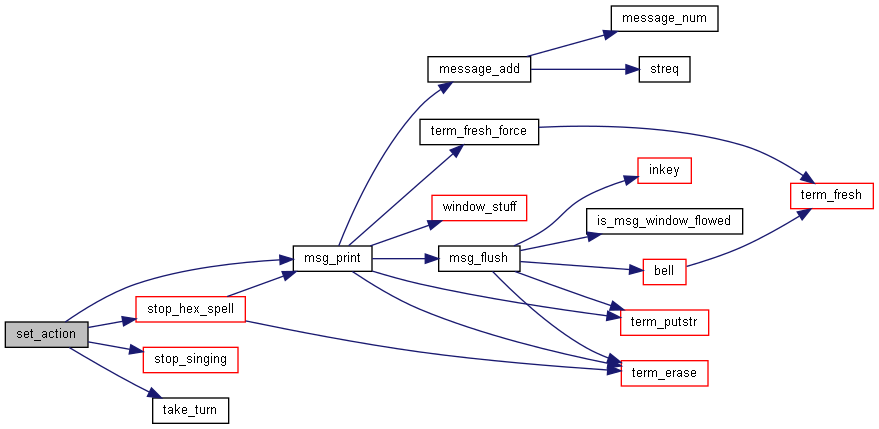 message_num
message_add
streq
term_fresh_force
inkey
term_fresh
window_stuff
is_msg_window_flowed
msg_print
msg_flush
bell
stop_hex_spell
term_putstr
set_action
stop_singing
term_erase
take_turn